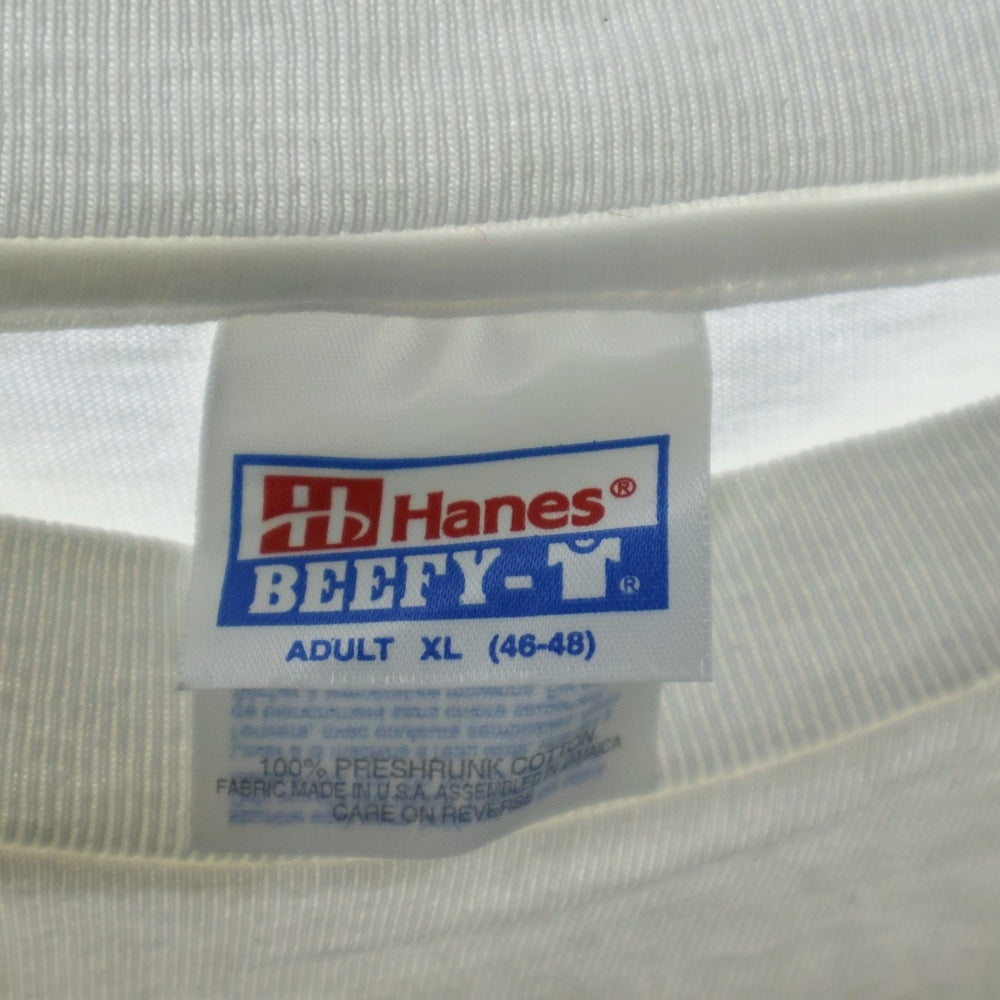 Hanes®
BEEFY-T®
ADULT XL (46-48)
100% PRESHRUNK COTTON
FABRIC MADE IN U.S.A. ASSEMBLED IN JAMAICA
CARE ON REVERSE